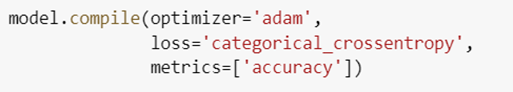 model.compile(optimizer='adam',
              loss='categorical_crossentropy',
              metrics=['accuracy'])